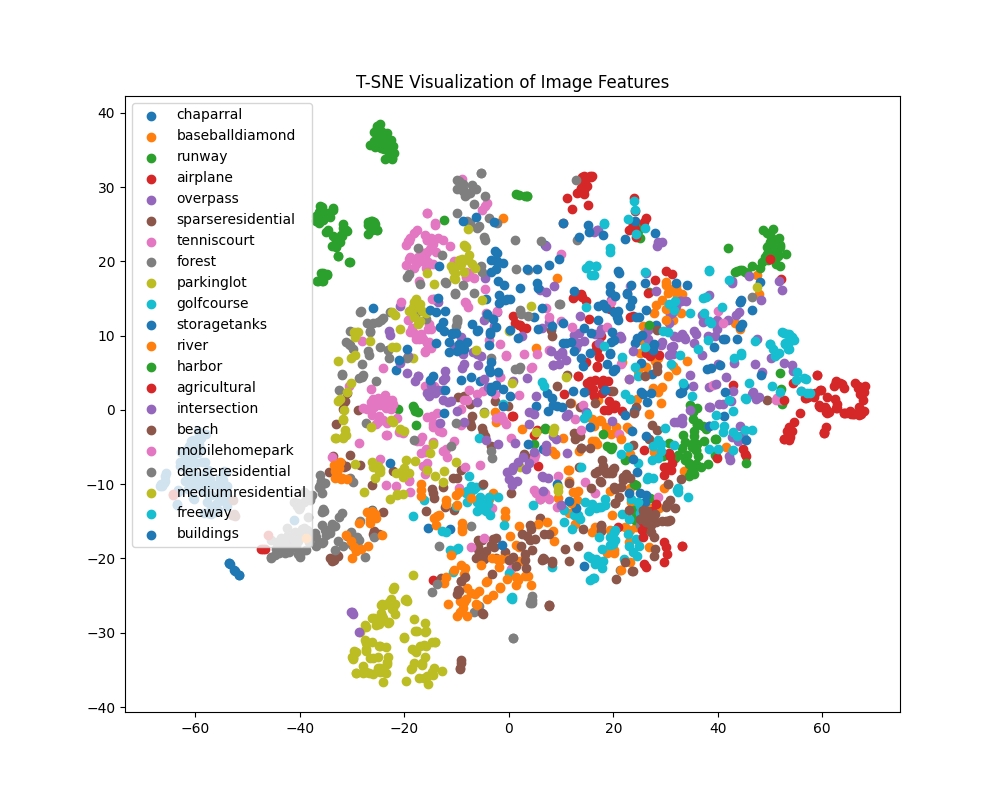 T-SNE Visualization of Image Features
40
30
20
10
0
−10
−20
−30
−40
chaparral
baseballdiamond
runway
airplane
overpass
sparseresidential
tenniscourt
forest
parkinglot
golfcourse
storagetanks
river
harbor
agricultural
intersection
beach
mobilehomepark
denseresidential
mediumresidential
freeway
buildings
−60 −40 −20 0 20 40 60